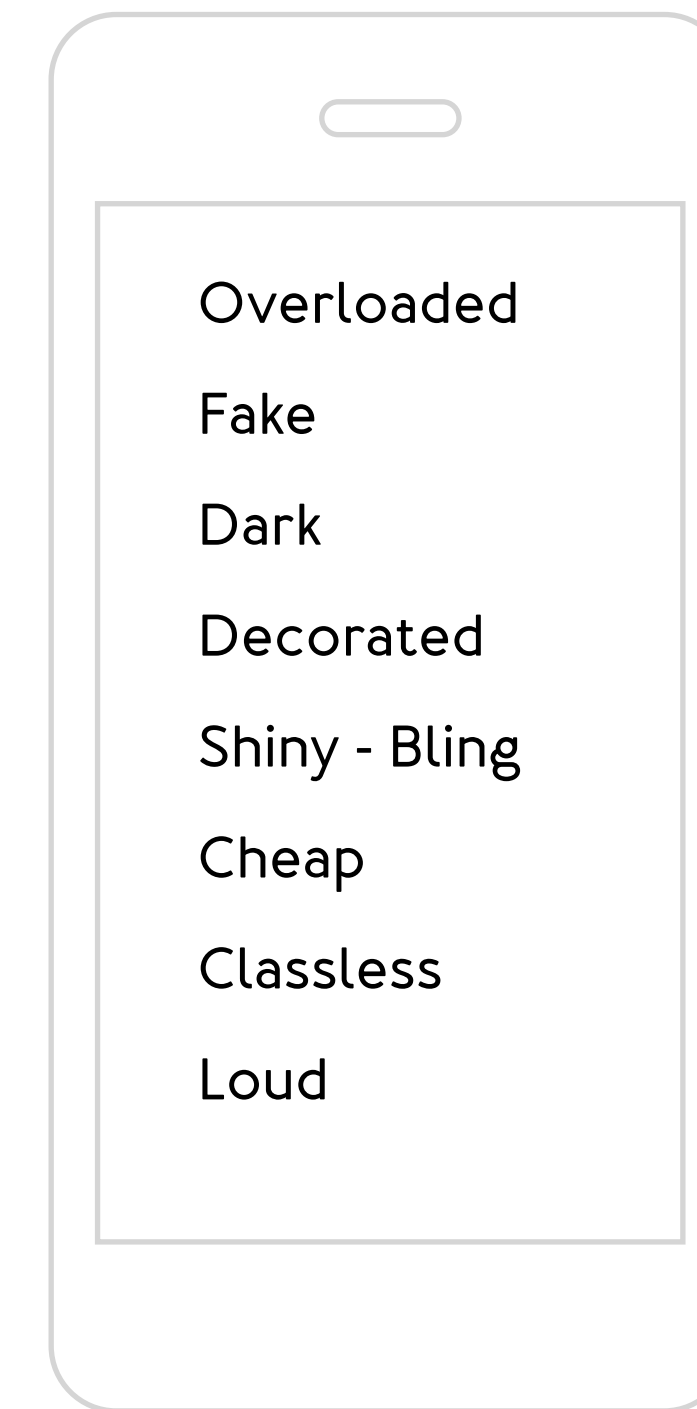 Overloaded
Fake
Dark
Decorated
Shiny - Bling
Cheap
Classless
Loud